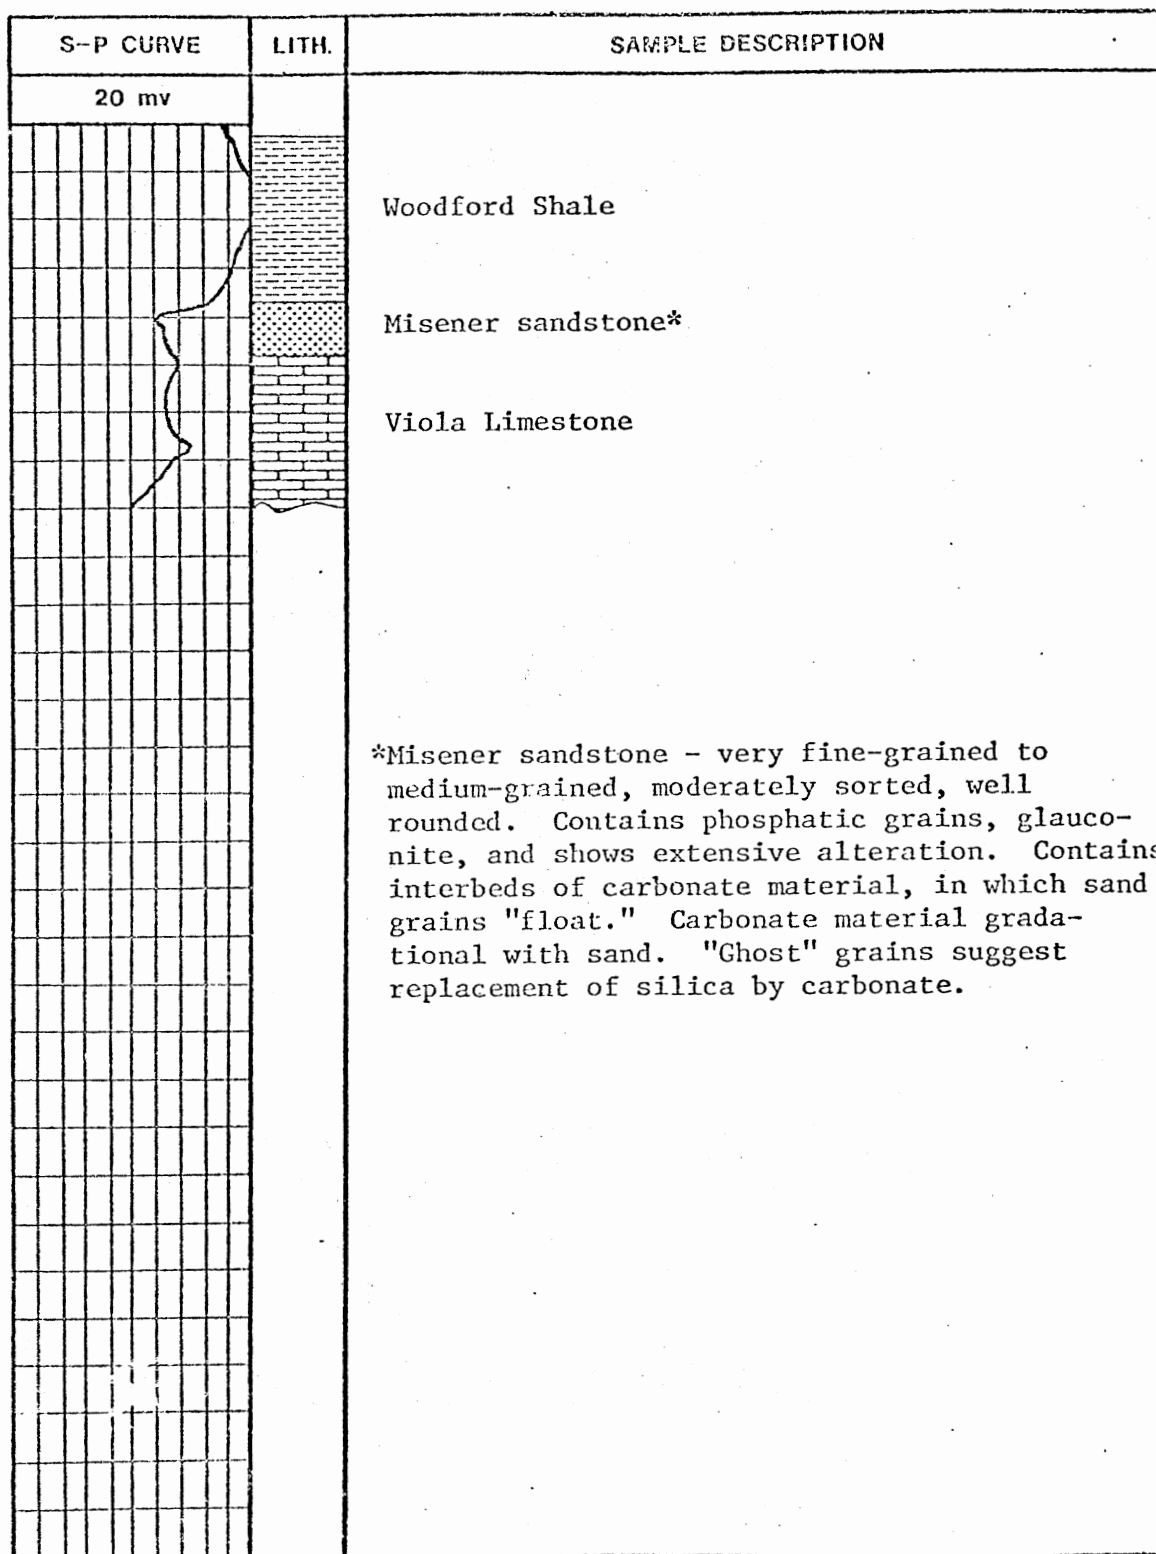 S-P CURVE LITH. SAMPLE DESCRIPTION
20 mv
Woodford Shale
Misener sandstone*
Viola Limestone
*Misener sandstone - very fine-grained to
medium-grained, moderately sorted, well
rounded. Contains phosphatic grains, glauco-
nite, and shows extensive alteration. Contains
interbeds of carbonate material, in which sand
grains "float." Carbonate material grada-
tional with sand. "Ghost" grains suggest
replacement of silica by carbonate.